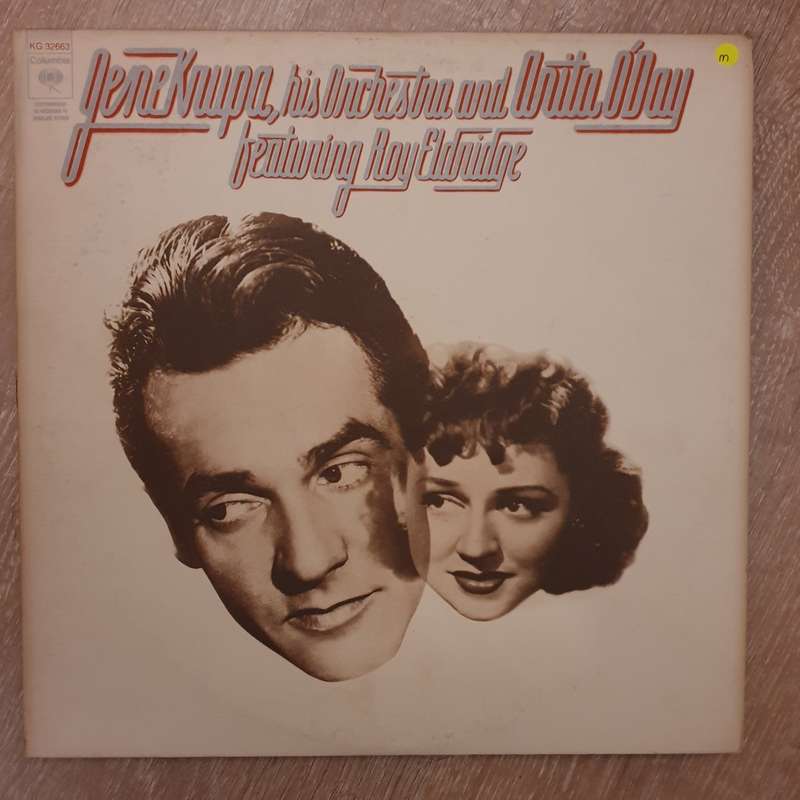 KG 32663
Columbia
Gene Krupa, his Orchestra and Anita O'Day
featuring Roy Eldridge
m